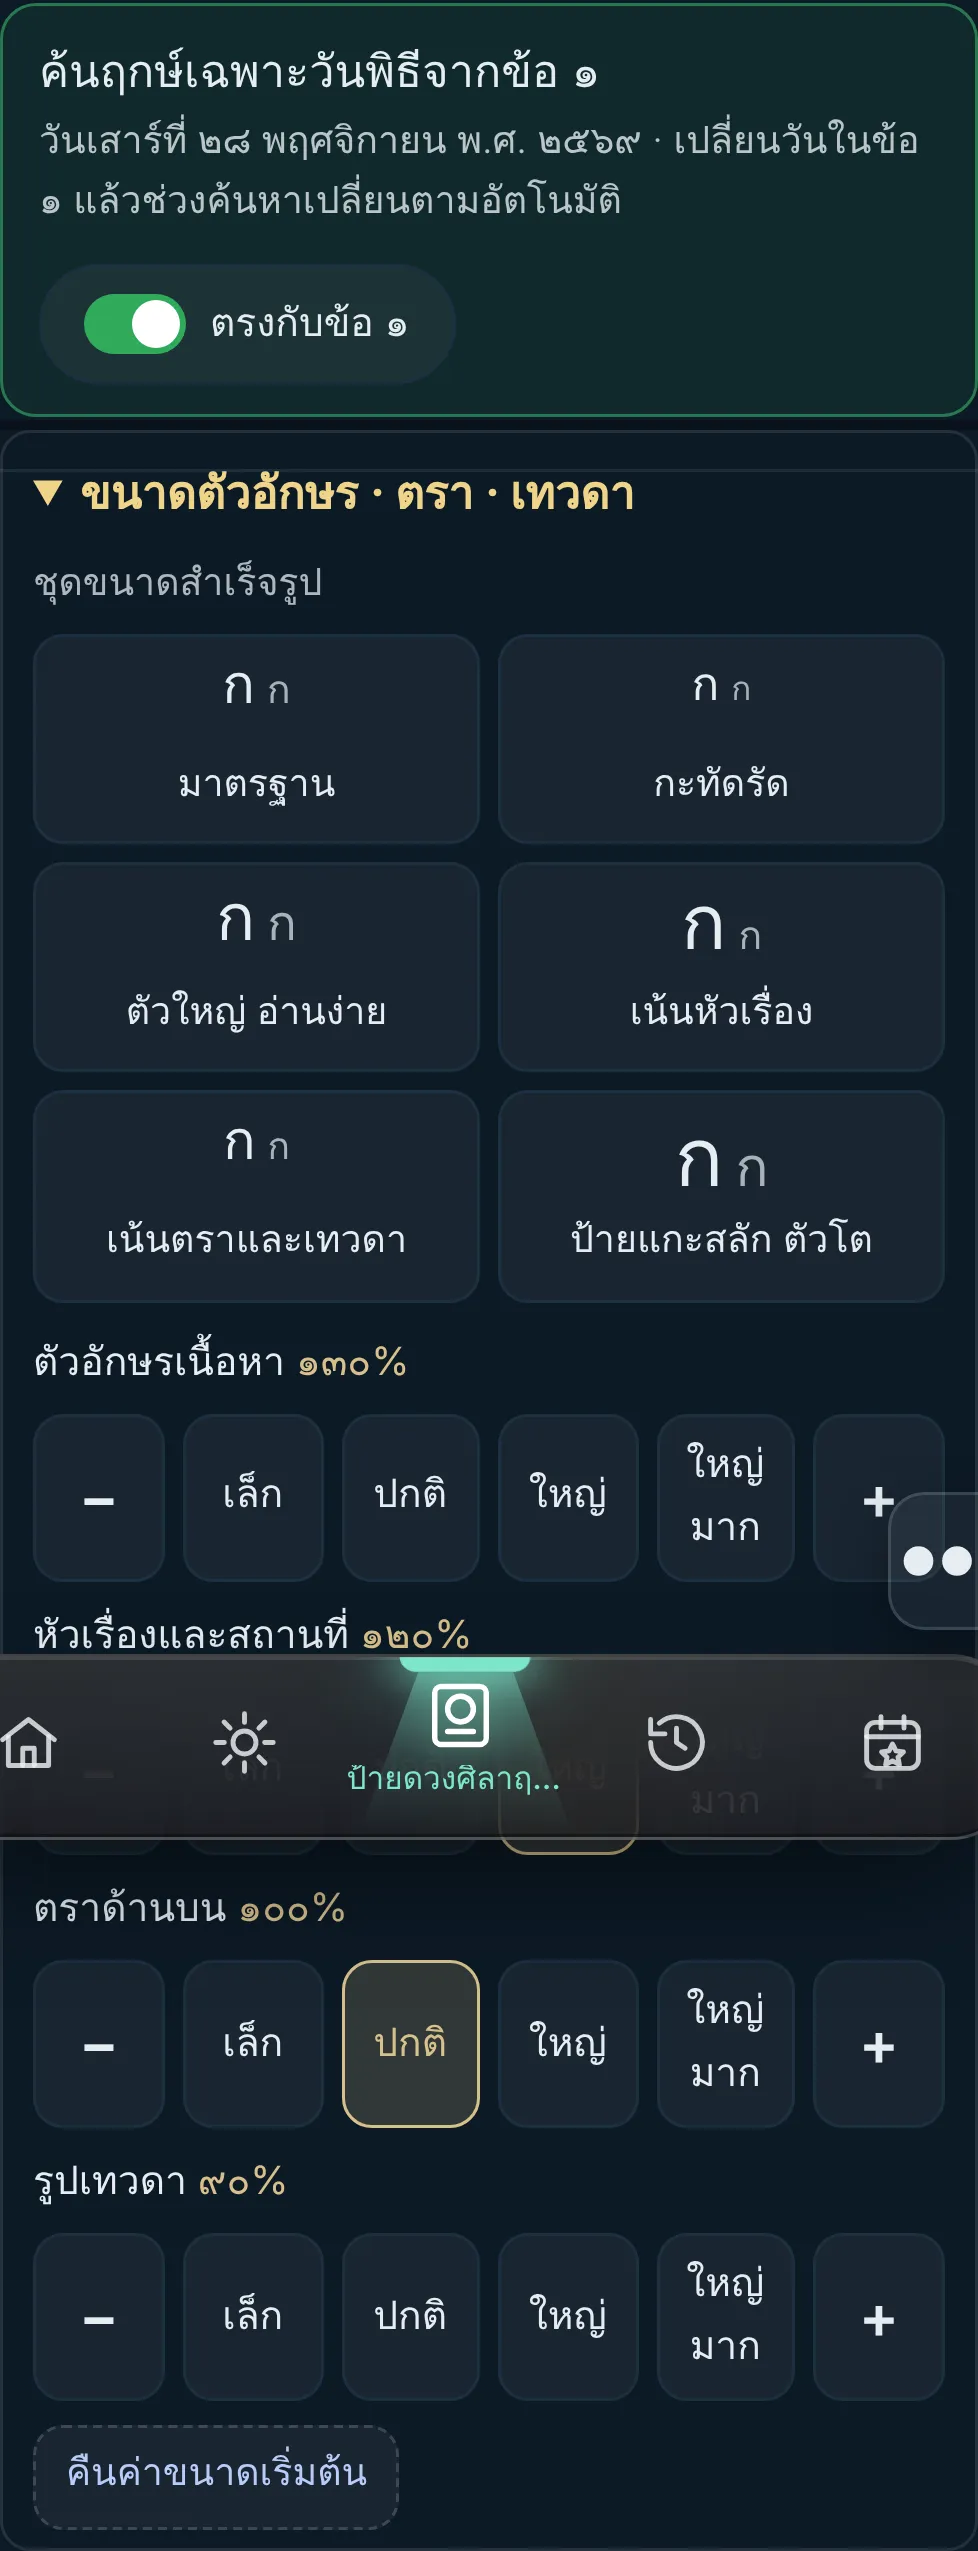 ค้นฤกษ์เฉพาะวันพิธีจากข้อ ๑
วันเสาร์ที่ ๒๘ พฤศจิกายน พ.ศ. ๒๕๖๙ · เปลี่ยนวันในข้อ
๑ แล้วช่วงค้นหาเปลี่ยนตามอัตโนมัติ
ตรงกับข้อ ๑
▼ ขนาดตัวอักษร · ตรา · เทวดา
ชุดขนาดสำเร็จรูป
ก ก
ก ก
มาตรฐาน
กะทัดรัด
ก ก
ก ก
ตัวใหญ่ อ่านง่าย
เน้นหัวเรื่อง
ก ก
ก ก
เน้นตราและเทวดา
ป้ายแกะสลัก ตัวโต
ตัวอักษรเนื้อหา ๑๓๐%
−
เล็ก
ปกติ
ใหญ่
ใหญ่
มาก
+
หัวเรื่องและสถานที่ ๑๒๐%
ป้ายดวงศิลาฤ...
มาก
ตราด้านบน ๑๐๐%
−
เล็ก
ปกติ
ใหญ่
ใหญ่
มาก
+
รูปเทวดา ๙๐%
−
เล็ก
ปกติ
ใหญ่
ใหญ่
มาก
+
คืนค่าขนาดเริ่มต้น